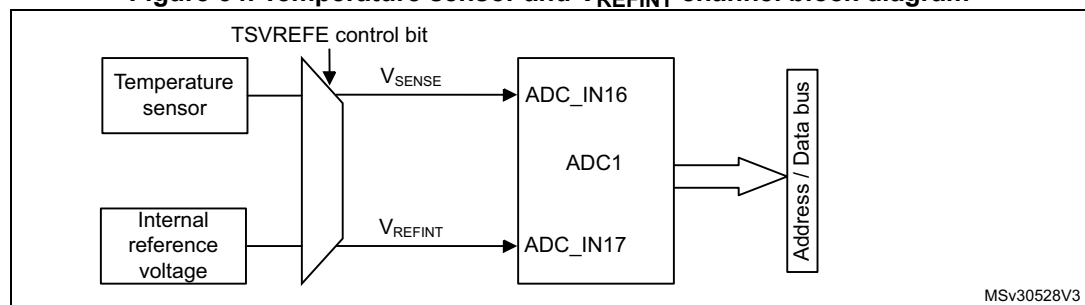 TSVREFE control bit
Temperature
sensor
VSENSE
ADC_IN16
ADC1
Internal
reference
voltage
VREFINT
ADC_IN17
Address / Data bus
MSv30528V3